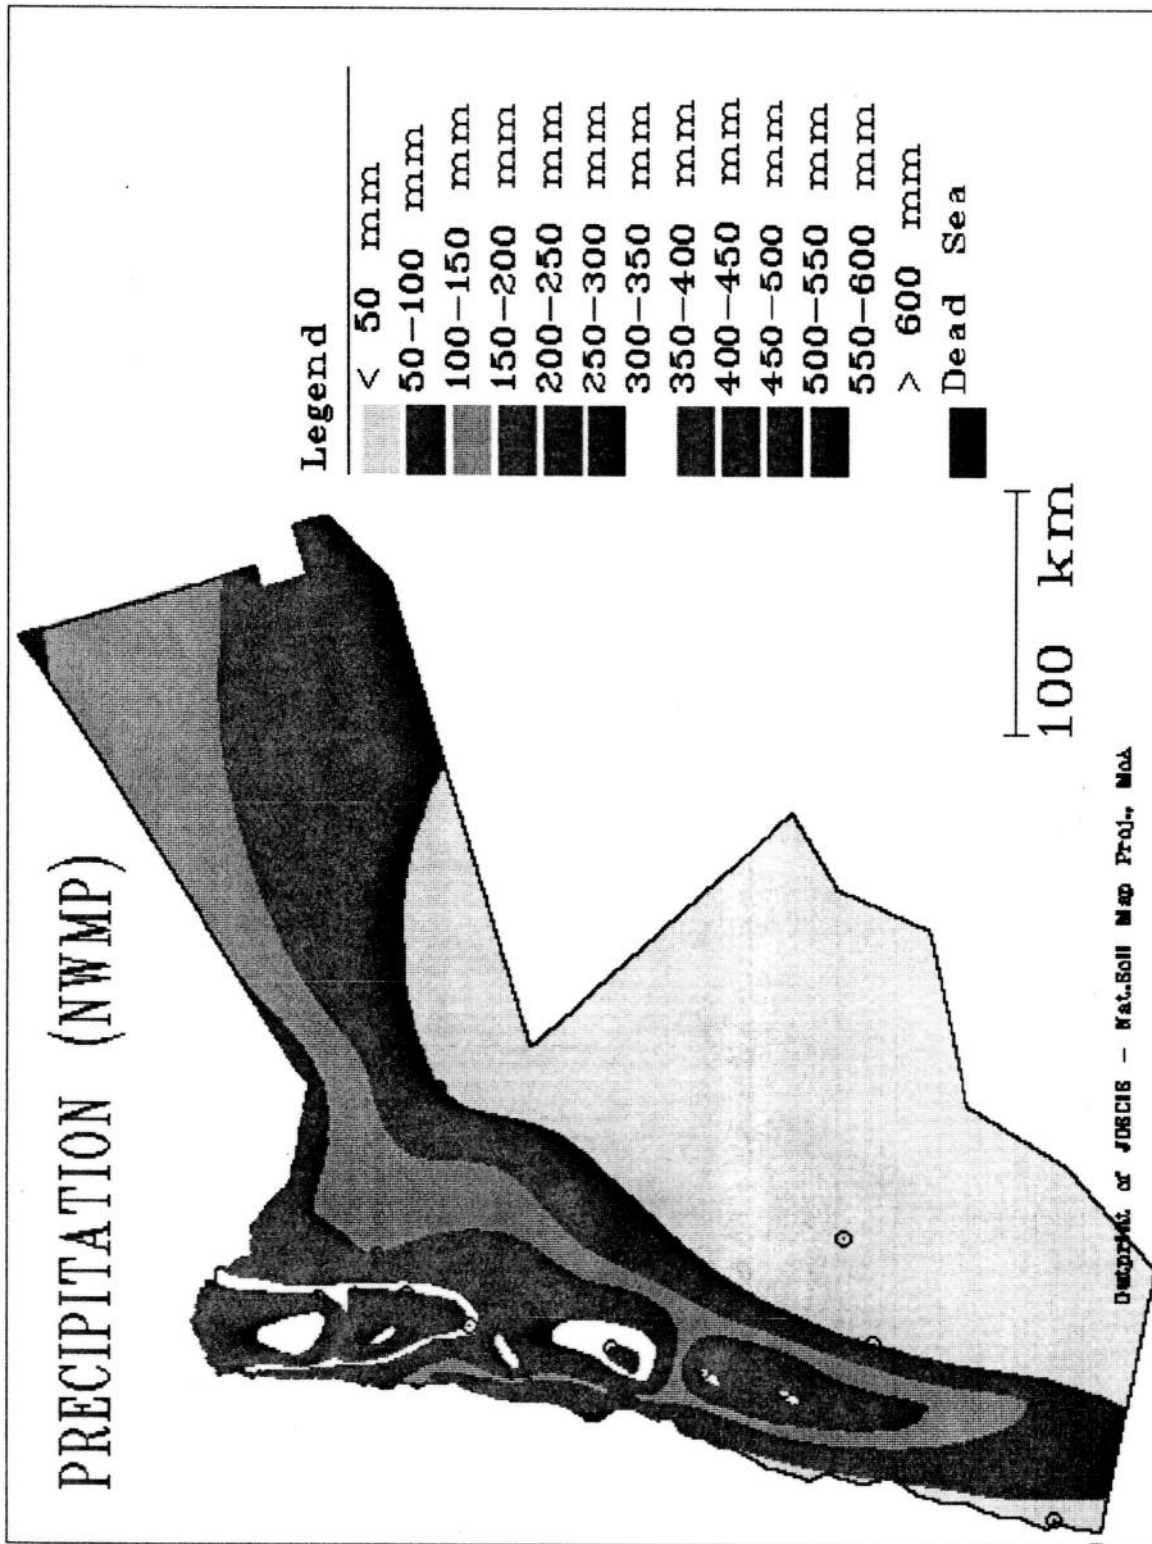 PRECIPITATION (NWMP)
Legend
< 50 mm
50-100 mm
100-150 mm
150-200 mm
200-250 mm
250-300 mm
300-350 mm
350-400 mm
400-450 mm
450-500 mm
500-550 mm
550-600 mm
> 600 mm
Dead Sea
100 km
of - Nat.Soil Map Proj., MoA